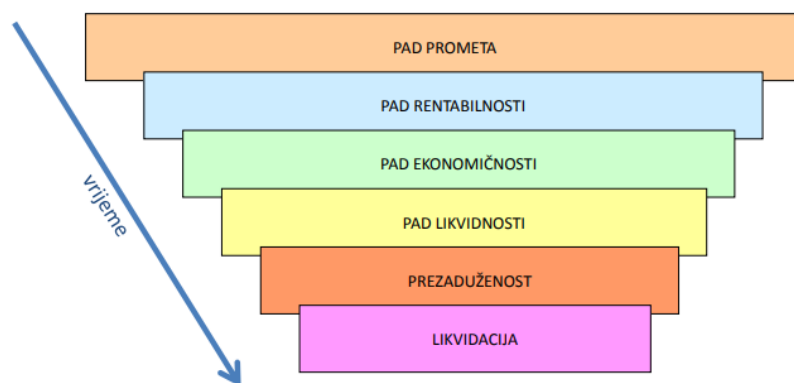 PAD PROMETA
PAD RENTABILNOSTI
PAD EKONOMIČNOSTI
vrijeme
PAD LIKVIDNOSTI
PREZADUŽENOST
LIKVIDACIJA